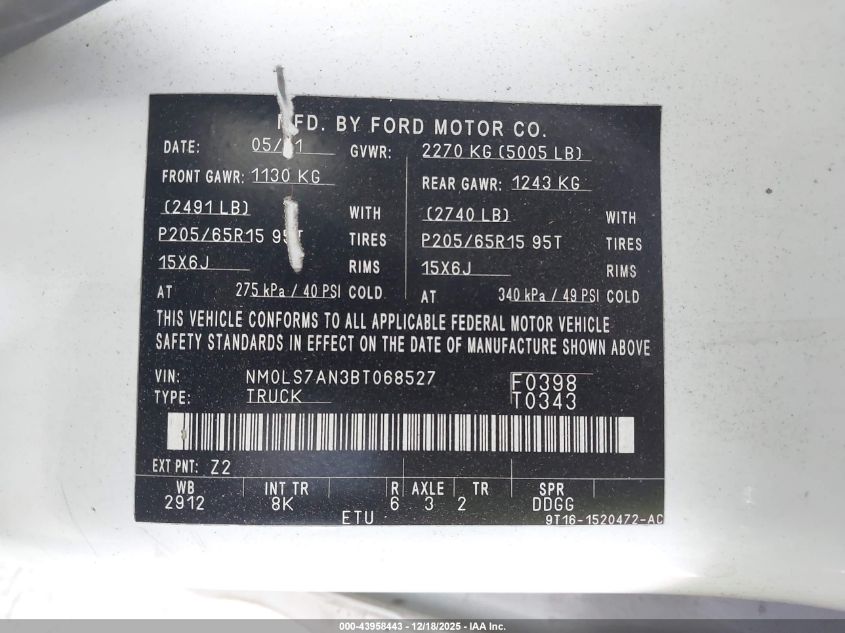 MFD. BY FORD MOTOR CO.
DATE: 05/11 GVWR: 2270 KG (5005 LB)
FRONT GAWR: 1130 KG REAR GAWR: 1243 KG
(2491 LB) WITH (2740 LB) WITH
P205/65R15 95T TIRES P205/65R15 95T TIRES
15X6J RIMS 15X6J RIMS
AT 275 kPa / 40 PSI COLD AT 340 kPa / 49 PSI COLD
THIS VEHICLE CONFORMS TO ALL APPLICABLE FEDERAL MOTOR VEHICLE
SAFETY STANDARDS IN EFFECT ON THE DATE OF MANUFACTURE SHOWN ABOVE
VIN: NM0LS7AN3BT068527 F0398
TYPE: TRUCK T0343
EXT PNT: Z2
WB INT TR R AXLE TR SPR
2912 8K 6 3 2 DDGG
ETU 9T16-1520472-AC
000-43958443 - 12/18/2025 - IAA Inc.